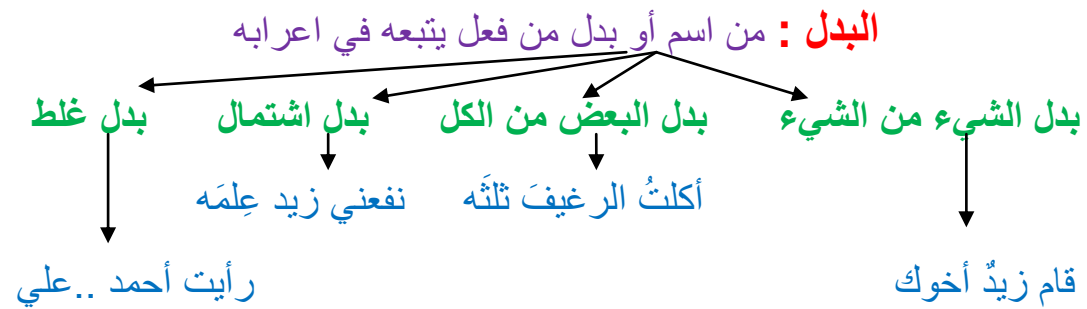 البدل : من اسم أو بدل من فعل يتبعه في اعرابه
بدل الشيء من الشيء بدل البعض من الكل بدل اشتمال بدل غلط
أكلتُ الرغيفَ ثلثَه نفعني زيد عِلمَه
قام زيدٌ أخوك رأيت أحمد ..علي